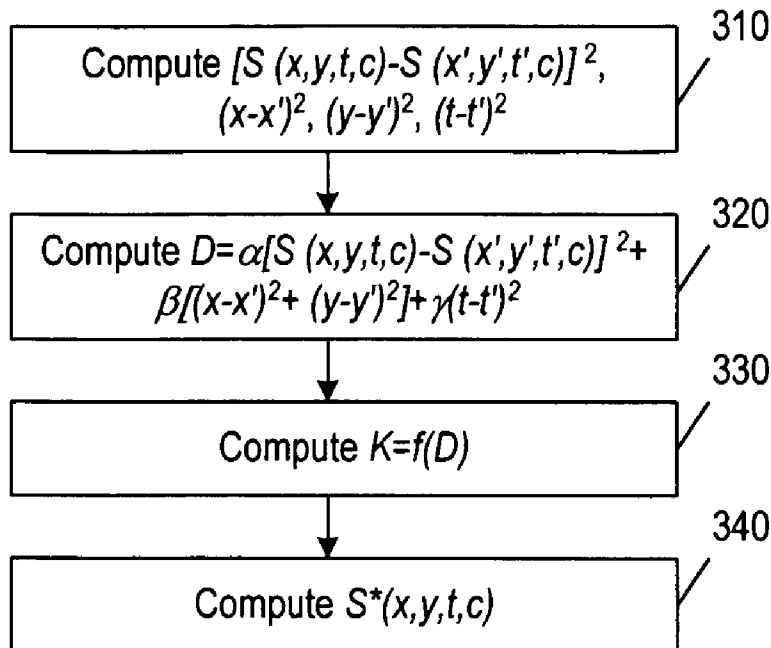 310
Compute [S (x,y,t,c)-S (x',y',t',c)]²,
(x-x')², (y-y')², (t-t')²
320
Compute D=α[S (x,y,t,c)-S (x',y',t',c)]²+
β[(x-x')²+ (y-y')²]+γ(t-t')²
330
Compute K=f(D)
340
Compute S*(x,y,t,c)